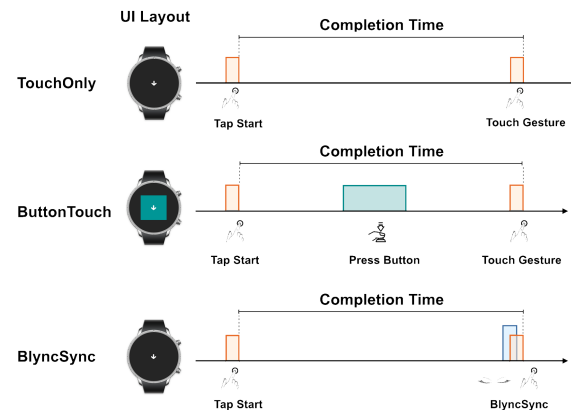 UI Layout
Completion Time
TouchOnly
Tap Start
Touch Gesture
Completion Time
ButtonTouch
Tap Start
Press Button
Touch Gesture
Completion Time
BlyncSync
Tap Start
BlyncSync